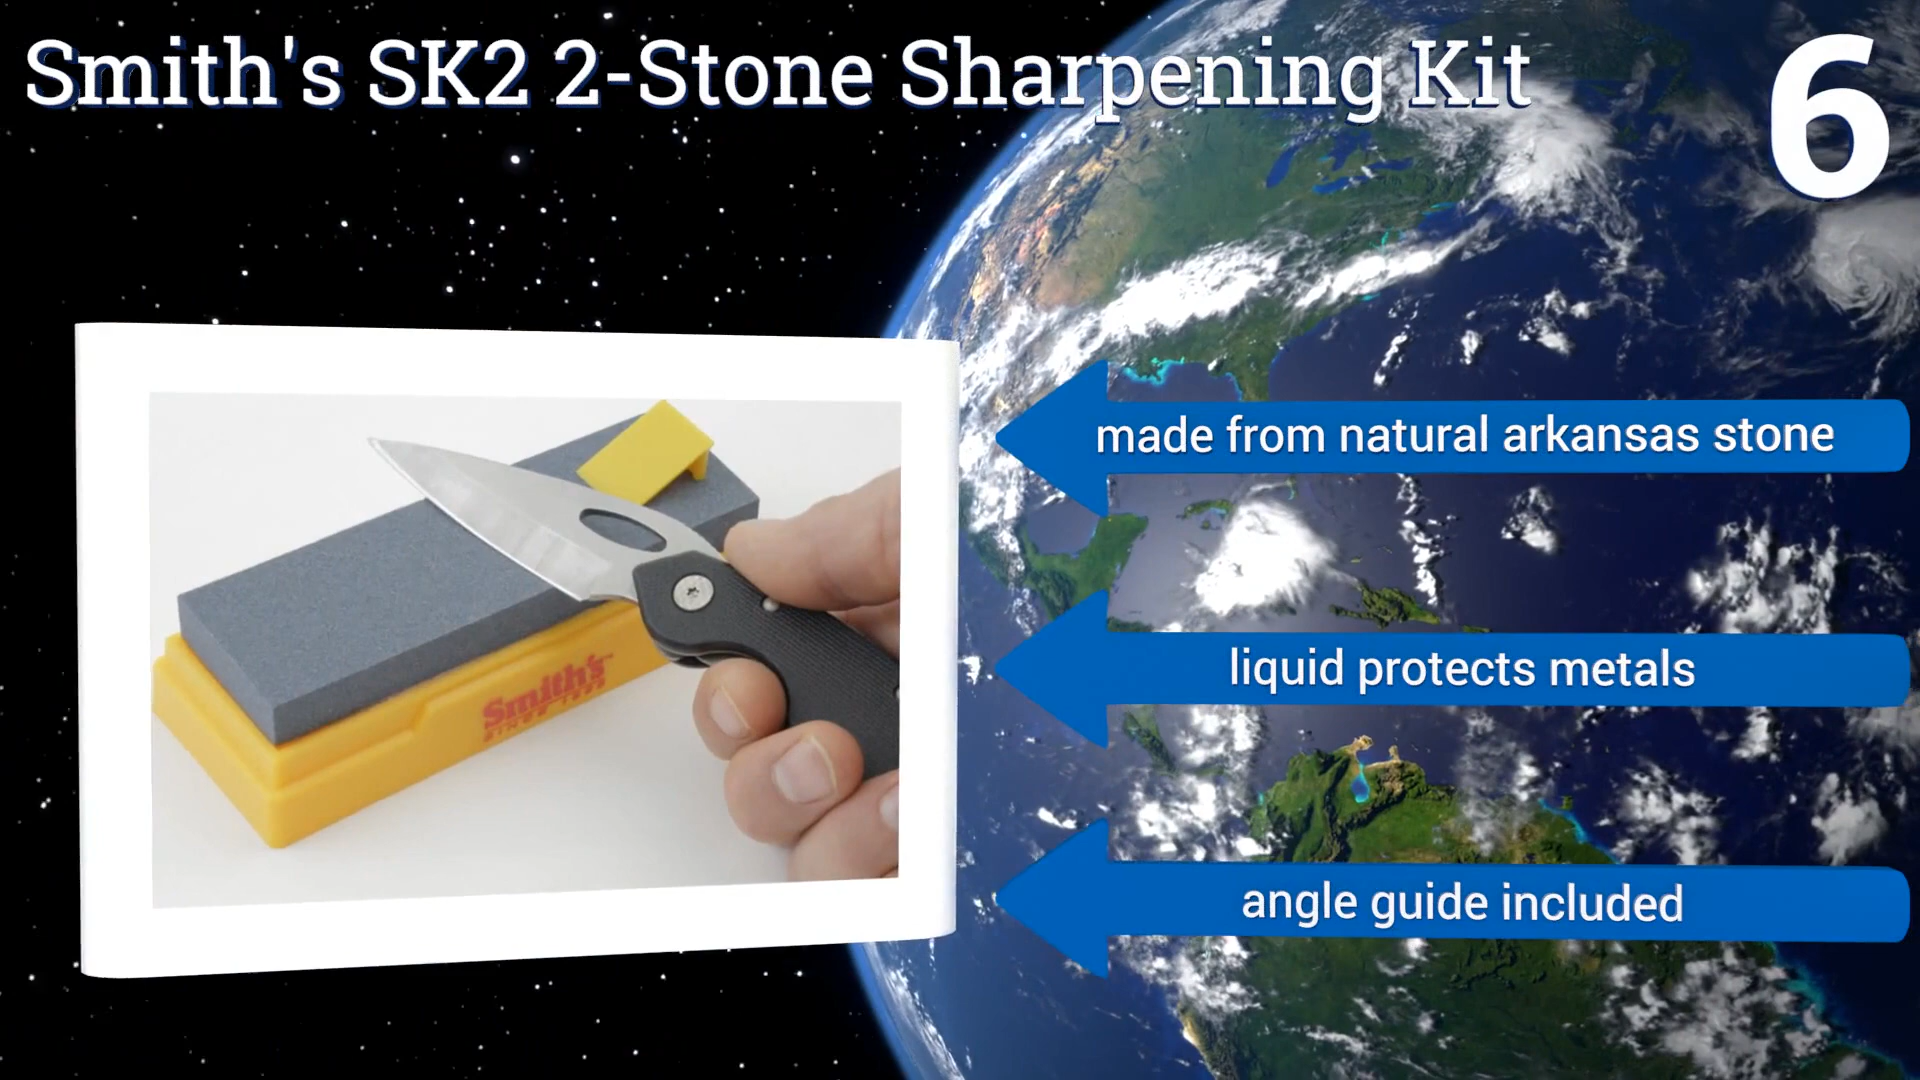 Smith's SK2 2-Stone Sharpening Kit
6
made from natural arkansas stone
liquid protects metals
angle guide included
Smith's